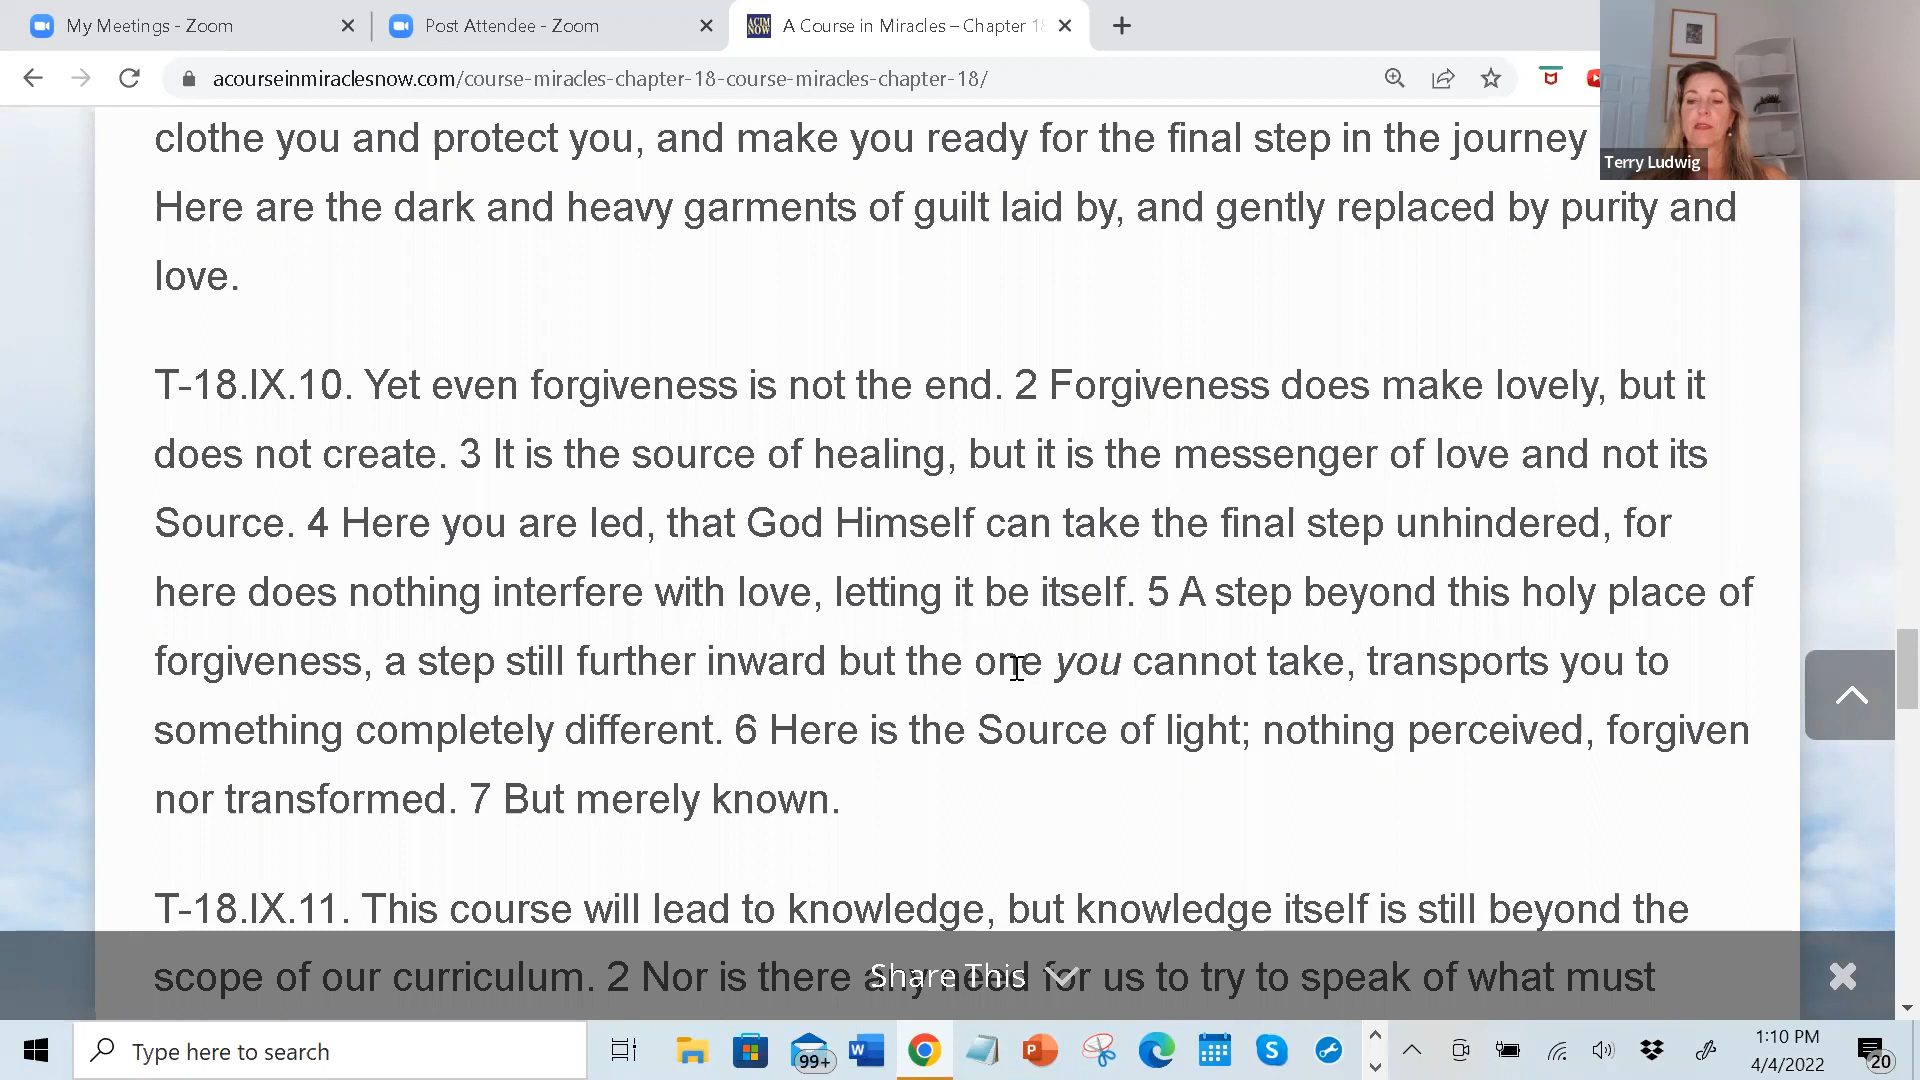 My Meetings - Zoom
Post Attendee - Zoom
ACIM NOW
A Course in Miracles – Chapter 18
acourseinmiraclesnow.com/course-miracles-chapter-18-course-miracles-chapter-18/
Terry Ludwig
clothe you and protect you, and make you ready for the final step in the journey
Here are the dark and heavy garments of guilt laid by, and gently replaced by purity and
love.
T-18.IX.10. Yet even forgiveness is not the end. 2 Forgiveness does make lovely, but it
does not create. 3 It is the source of healing, but it is the messenger of love and not its
Source. 4 Here you are led, that God Himself can take the final step unhindered, for
here does nothing interfere with love, letting it be itself. 5 A step beyond this holy place of
forgiveness, a step still further inward but the one you cannot take, transports you to
something completely different. 6 Here is the Source of light; nothing perceived, forgiven
nor transformed. 7 But merely known.
T-18.IX.11. This course will lead to knowledge, but knowledge itself is still beyond the
scope of our curriculum. 2 Nor is there any need for us to try to speak of what must
Share This
Type here to search
99+
1:10 PM
4/4/2022
20